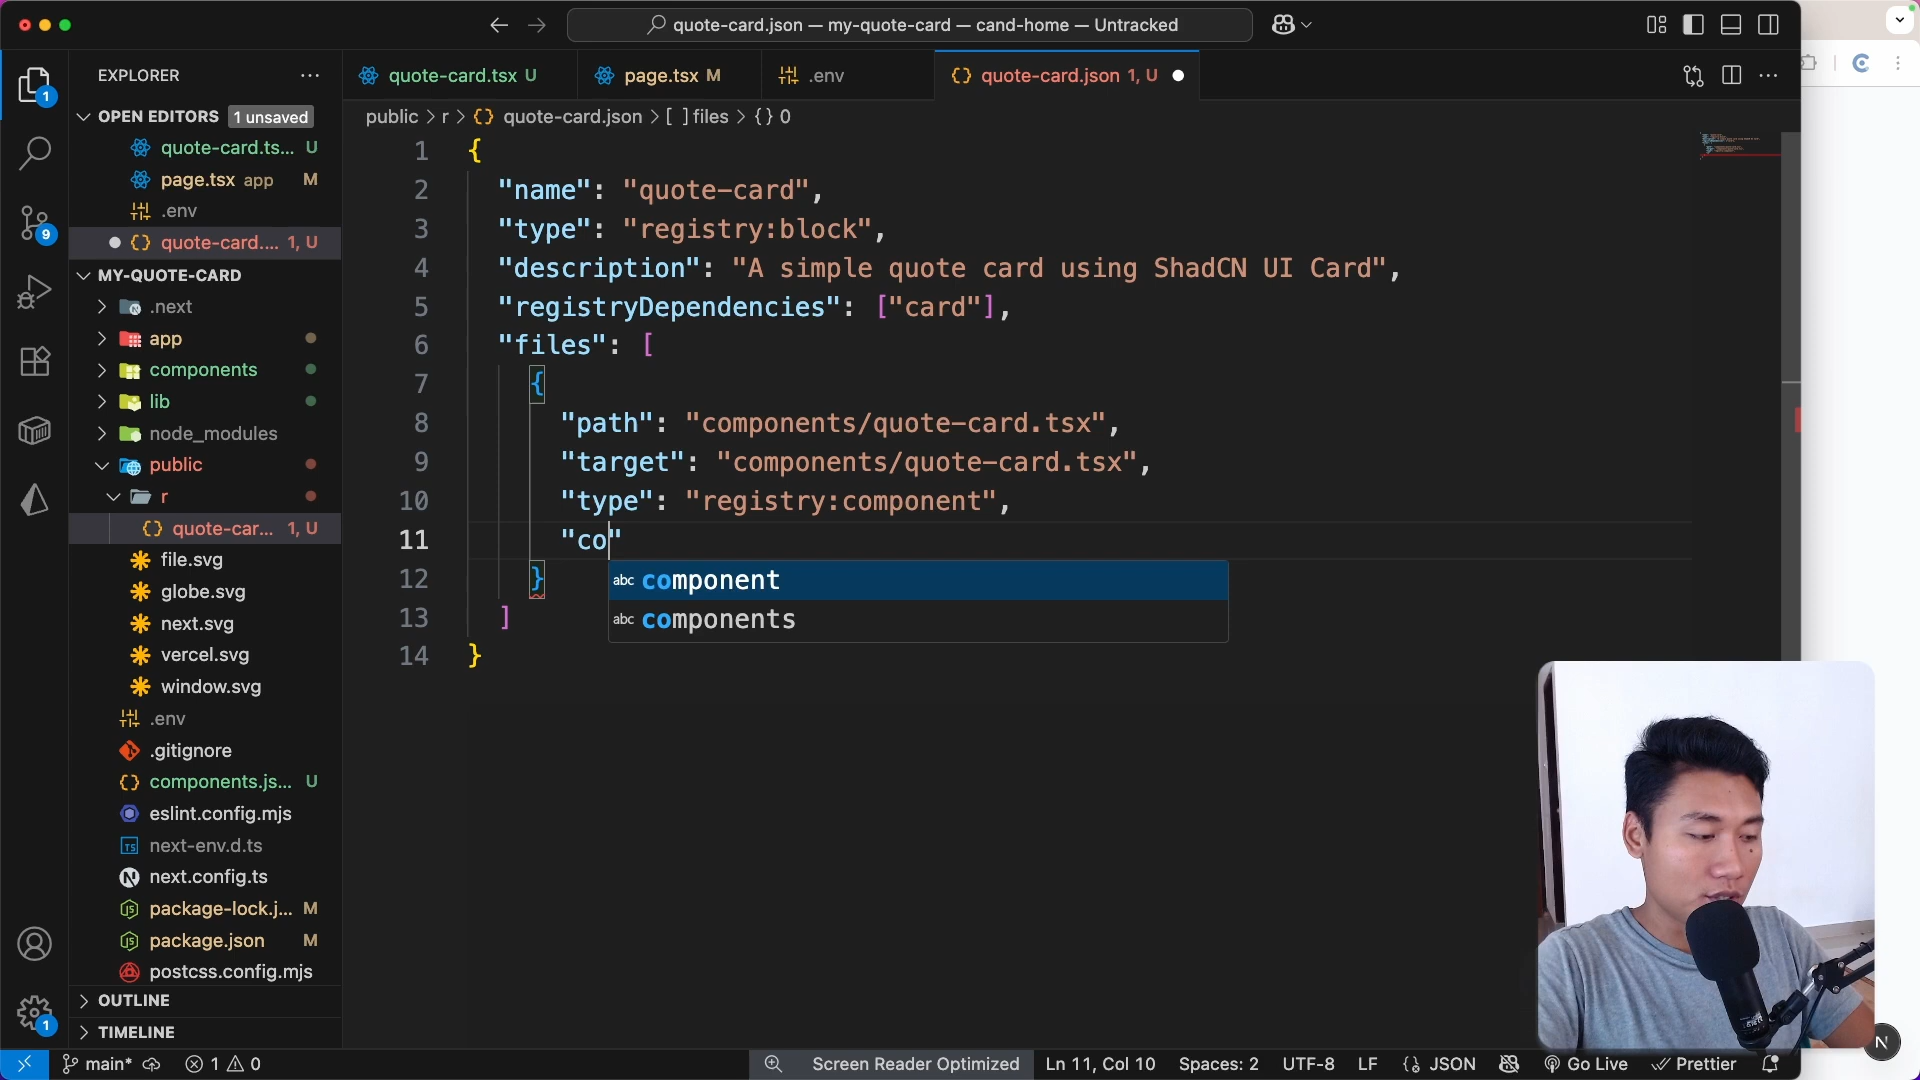 quote-card.json — my-quote-card — cand-home — Untracked
EXPLORER
OPEN EDITORS 1 unsaved
quote-card.ts... U
page.tsx app M
.env
quote-card.... 1, U
MY-QUOTE-CARD
.next
app
components
lib
node_modules
public
r
quote-car... 1, U
file.svg
globe.svg
next.svg
vercel.svg
window.svg
.env
.gitignore
components.js... U
eslint.config.mjs
next-env.d.ts
next.config.ts
package-lock.j... M
package.json M
postcss.config.mjs
OUTLINE
TIMELINE
1
9
1
quote-card.tsx U
page.tsx M
.env
quote-card.json 1, U
public > r > {} quote-card.json > [ ] files > {} 0
1 {
2 "name": "quote-card",
3 "type": "registry:block",
4 "description": "A simple quote card using ShadCN UI Card",
5 "registryDependencies": ["card"],
6 "files": [
7 {
8 "path": "components/quote-card.tsx",
9 "target": "components/quote-card.tsx",
10 "type": "registry:component",
11 "co"
12 }
13 ]
14 }
abc component
abc components
main* 1 0 Screen Reader Optimized Ln 11, Col 10 Spaces: 2 UTF-8 LF {} JSON Go Live Prettier
N